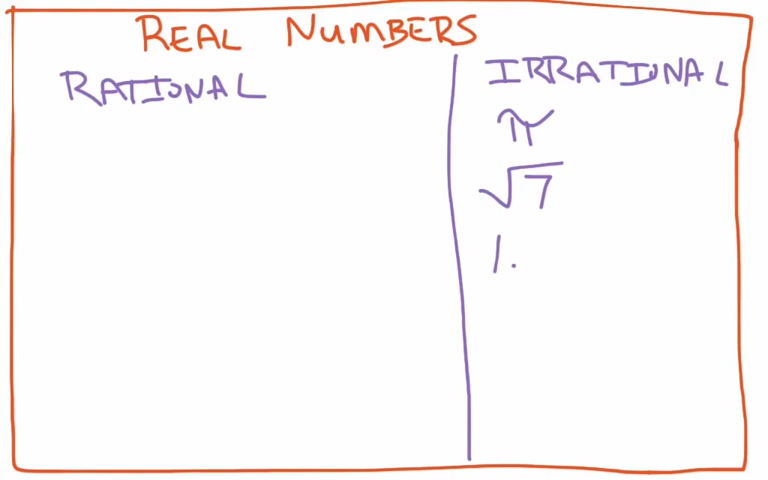 REAL NUMBERS
RATIONAL
IRRATIONAL
π
√7
1.